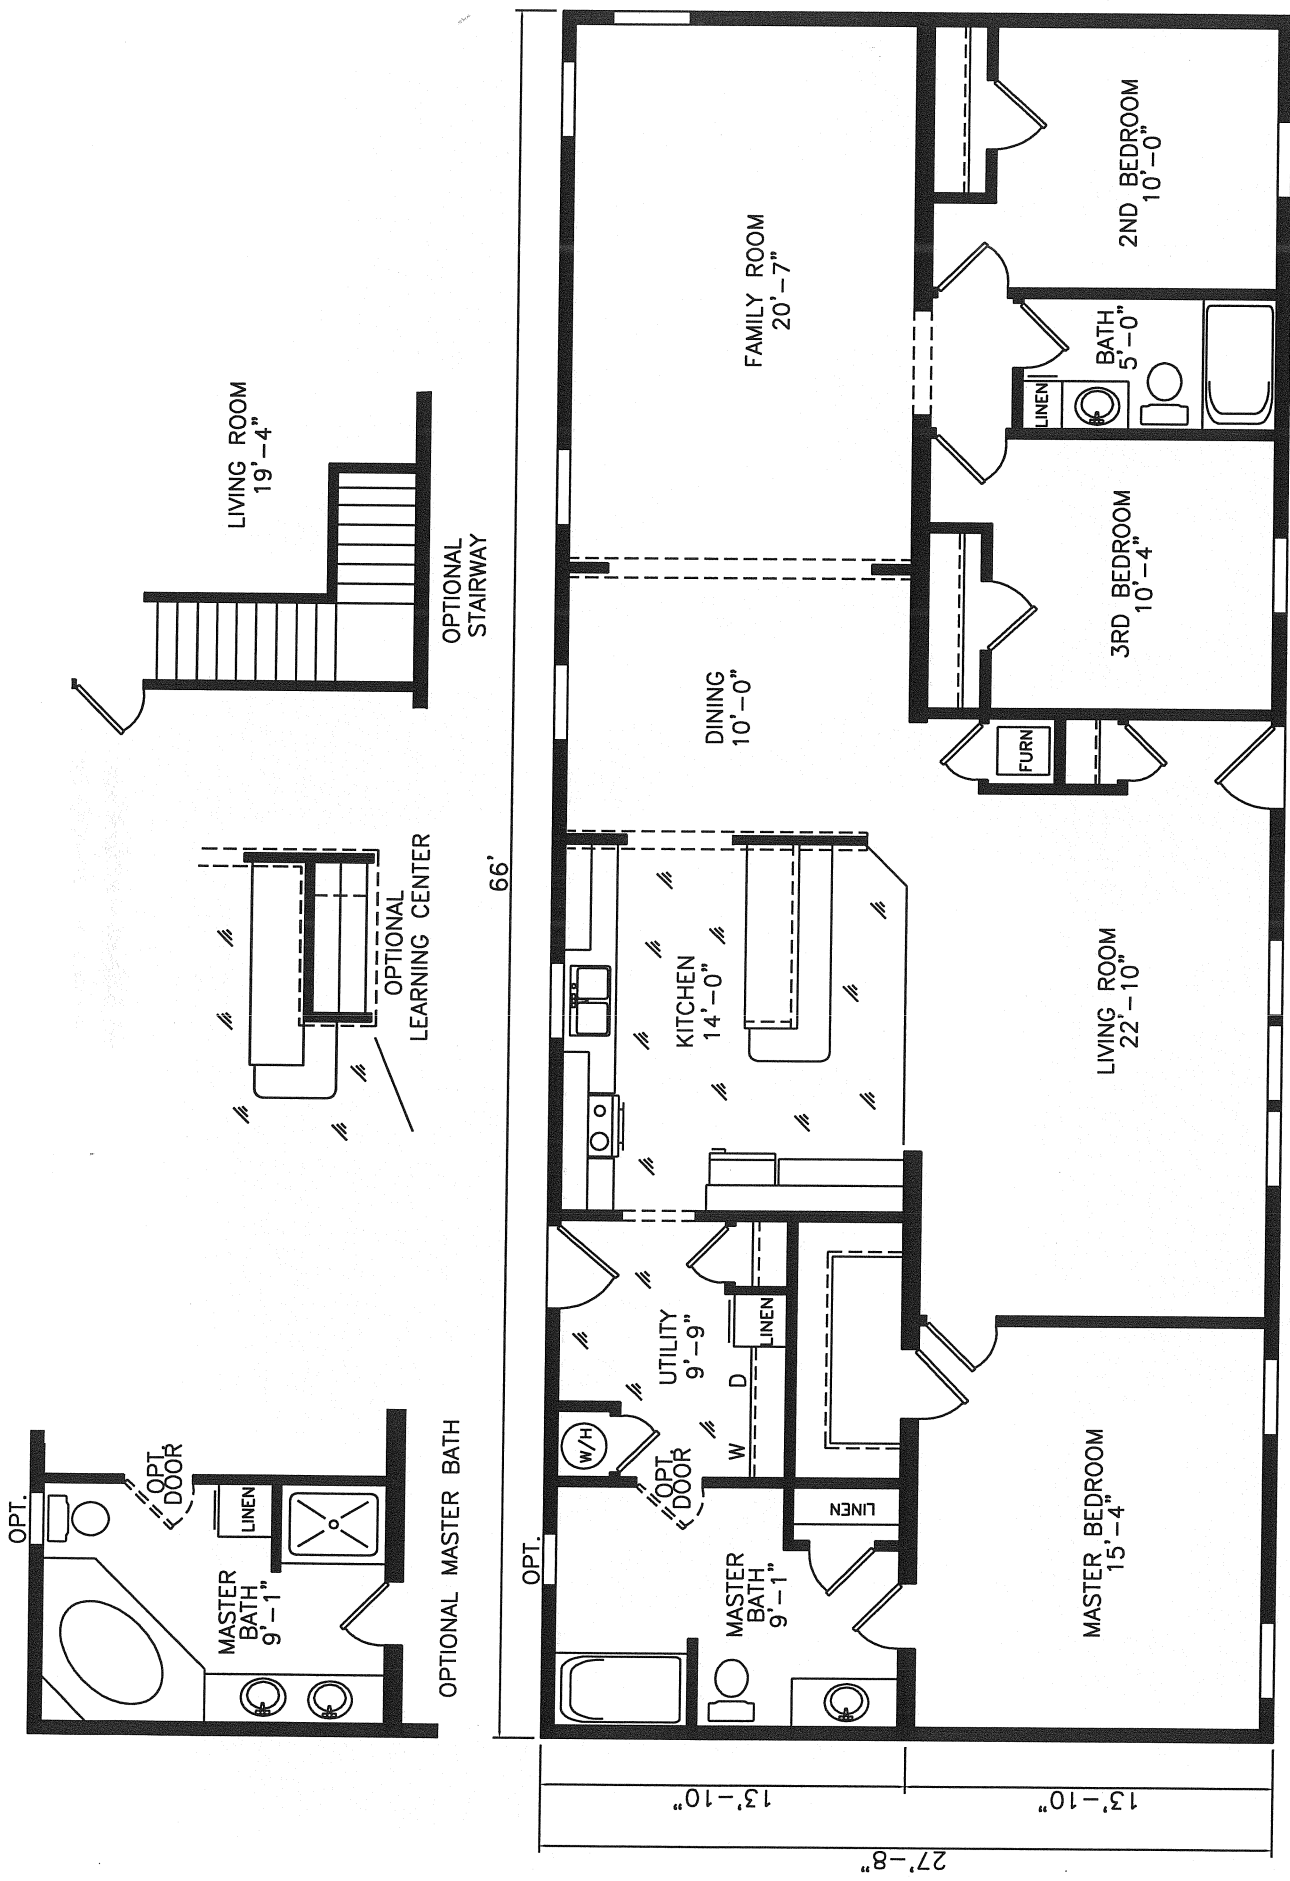 OPT.
OPT.
DOOR
LINEN
MASTER
BATH
9'-1"
OPTIONAL MASTER BATH
OPTIONAL
LEARNING CENTER
LIVING ROOM
19'-4"
OPTIONAL
STAIRWAY
66'
OPT.
W/H
OPT.
DOOR
UTILITY
9'-9"
W D
LINEN
MASTER
BATH
9'-1"
LINEN
KITCHEN
14'-0"
DINING
10'-0"
FAMILY ROOM
20'-7"
MASTER BEDROOM
15'-4"
LIVING ROOM
22'-10"
FURN
3RD BEDROOM
10'-4"
LINEN
BATH
5'-0"
2ND BEDROOM
10'-0"
13'-10"
13'-10"
27'-8"